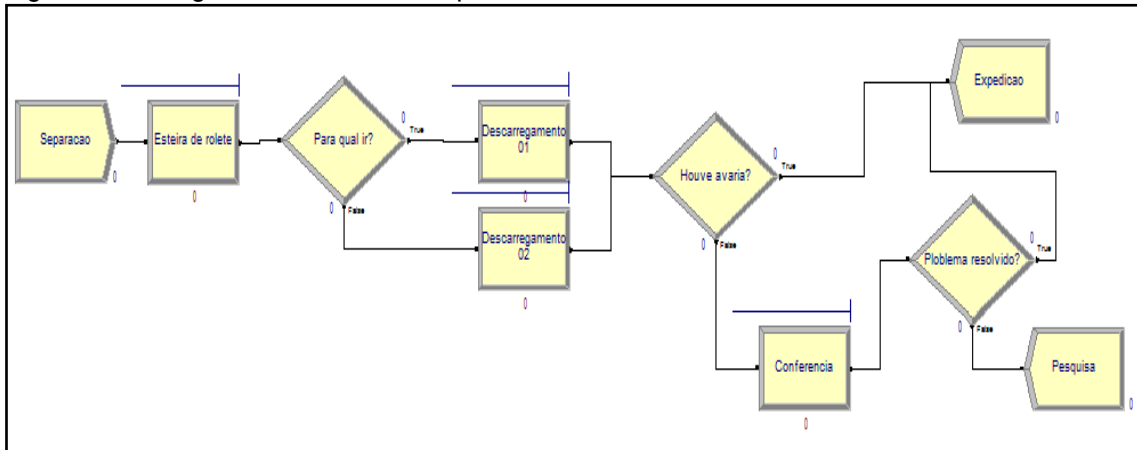 Separacao
0
Esteira de rolete
0
Para qual ir?
0
True
0
False
Descarregamento
01
0
Descarregamento
02
0
Houve avaria?
0
True
0
False
Conferencia
0
Ploblema resolvido?
0
True
0
False
Expedicao
0
Pesquisa
0